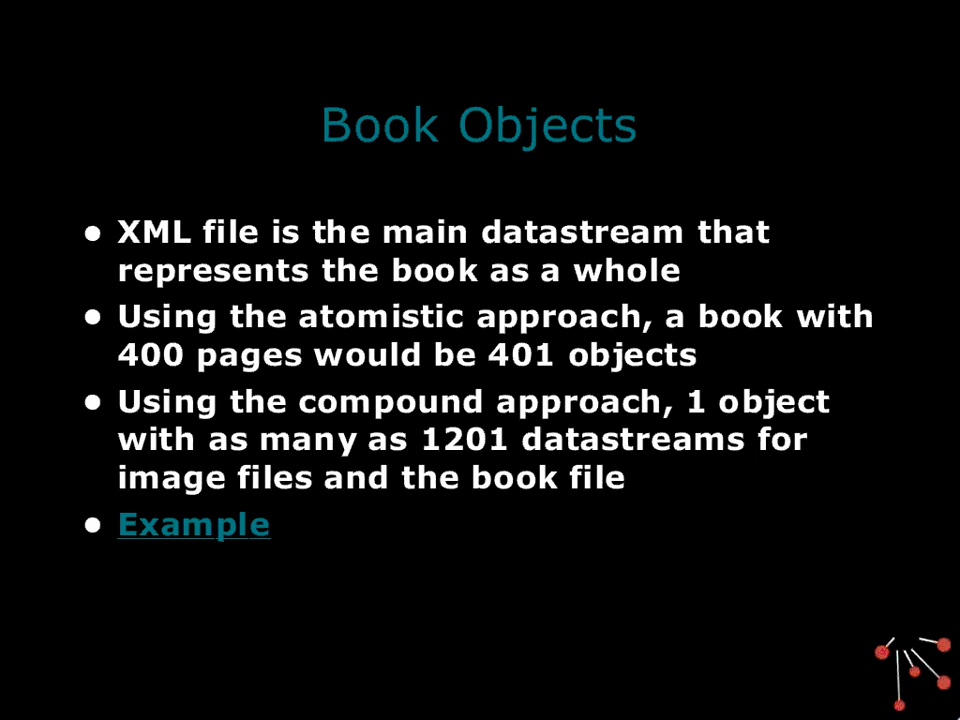 Book Objects
• XML file is the main datastream that
represents the book as a whole
• Using the atomistic approach, a book with
400 pages would be 401 objects
• Using the compound approach, 1 object
with as many as 1201 datastreams for
image files and the book file
• Example